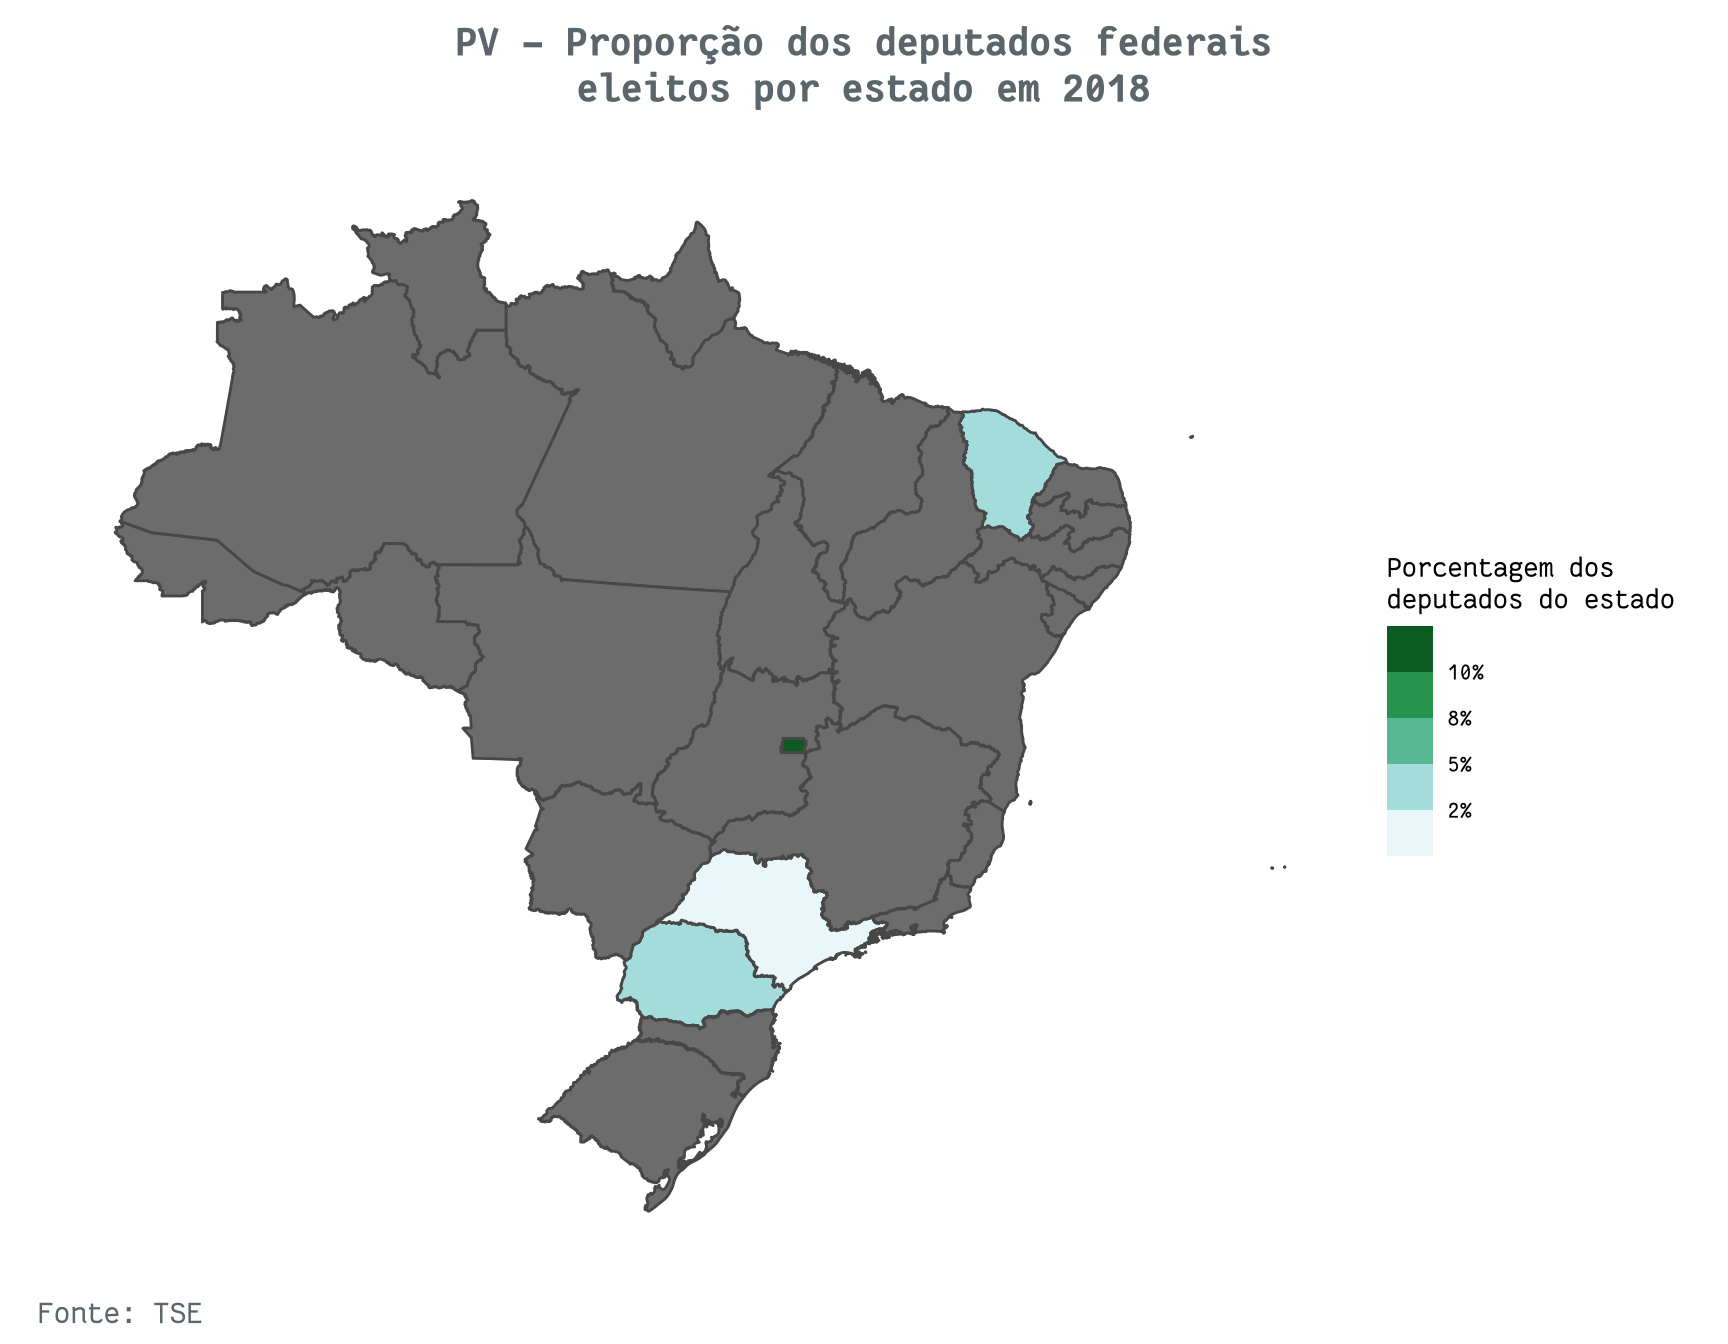 PV – Proporção dos deputados federais
eleitos por estado em 2018
Porcentagem dos
deputados do estado
10%
8%
5%
2%
Fonte: TSE